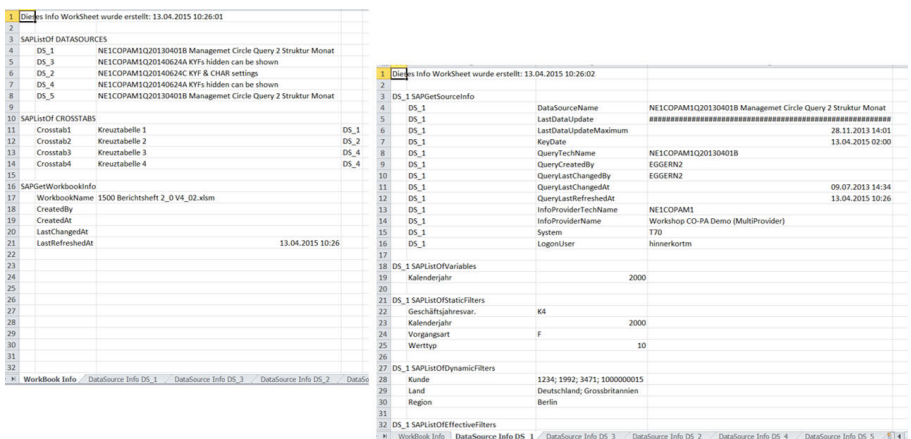 1 Dieses Info WorkSheet wurde erstellt: 13.04.2015 10:26:01
2
3 SAPListOf DATASOURCES
4 DS_1 NE1COPAM1Q20130401B Managemet Circle Query 2 Struktur Monat
5 DS_3 NE1COPAM1Q20140624A KYFs hidden can be shown
6 DS_2 NE1COPAM1Q20140624C KYF & CHAR settings
7 DS_4 NE1COPAM1Q20140624A KYFs hidden can be shown
8 DS_5 NE1COPAM1Q20130401B Managemet Circle Query 2 Struktur Monat
9
10 SAPListOf CROSSTABS
11 Crosstab1 Kreuztabelle 1 DS_1
12 Crosstab2 Kreuztabelle 2 DS_2
13 Crosstab3 Kreuztabelle 3 DS_4
14 Crosstab4 Kreuztabelle 4 DS_4
15
16 SAPGetWorkbookInfo
17 WorkbookName 1500 Berichtsheft 2_0 V4_02.xlsm
18 CreatedBy
19 CreatedAt
20 LastChangedAt
21 LastRefreshedAt 13.04.2015 10:26
22
23
24
25
26
27
28
29
30
31
32
WorkBook Info DataSource Info DS_1 DataSource Info DS_3 DataSource Info DS_2 DataSo
1 Dieses Info WorkSheet wurde erstellt: 13.04.2015 10:26:02
2
3 DS_1 SAPGetSourceInfo
4 DS_1 DataSourceName NE1COPAM1Q20130401B Managemet Circle Query 2 Struktur Monat
5 DS_1 LastDataUpdate ##########################################################
6 DS_1 LastDataUpdateMaximum 28.11.2013 14:01
7 DS_1 KeyDate 13.04.2015 02:00
8 DS_1 QueryTechName NE1COPAM1Q20130401B
9 DS_1 QueryCreatedBy EGGERN2
10 DS_1 QueryLastChangedBy EGGERN2
11 DS_1 QueryLastChangedAt 09.07.2013 14:34
12 DS_1 QueryLastRefreshedAt 13.04.2015 10:26
13 DS_1 InfoProviderTechName NE1COPAM1
14 DS_1 InfoProviderName Workshop CO-PA Demo (MultiProvider)
15 DS_1 System T70
16 DS_1 LogonUser hinnerkortm
17
18 DS_1 SAPListOfVariables
19 Kalenderjahr 2000
20
21 DS_1 SAPListOfStaticFilters
22 Geschäftsjahresvar. K4
23 Kalenderjahr 2000
24 Vorgangsart F
25 Werttyp 10
26
27 DS_1 SAPListOfDynamicFilters
28 Kunde 1234; 1992; 3471; 1000000015
29 Land Deutschland; Grossbritannien
30 Region Berlin
31
32 DS_1 SAPListOfEffectiveFilters
WorkBook Info DataSource Info DS_1 DataSource Info DS_3 DataSource Info DS_2 DataSource Info DS_4 DataSource Info DS_5